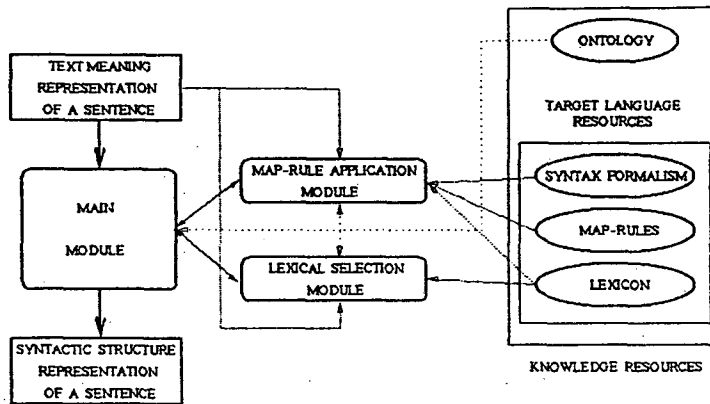 TEXT MEANING
REPRESENTATION
OF A SENTENCE
MAIN
MODULE
SYNTACTIC STRUCTURE
REPRESENTATION
OF A SENTENCE
MAP-RULE APPLICATION
MODULE
LEXICAL SELECTION
MODULE
ONTOLOGY
TARGET LANGUAGE
RESOURCES
SYNTAX FORMALISM
MAP-RULES
LEXICON
KNOWLEDGE RESOURCES